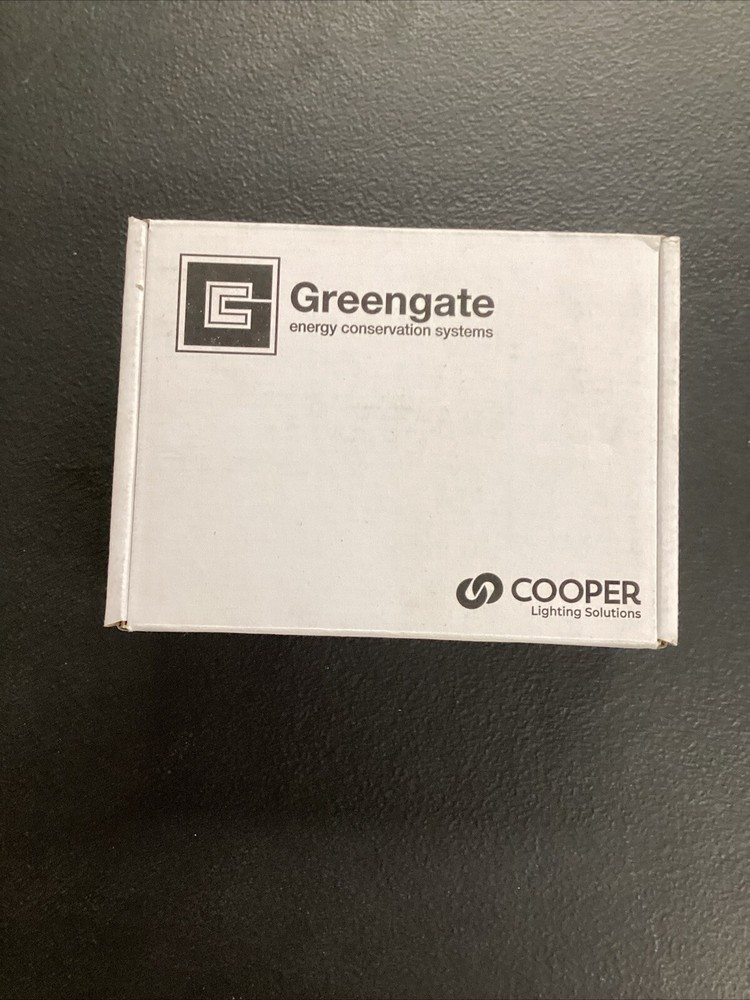 Greengate
energy conservation systems
COOPER
Lighting Solutions